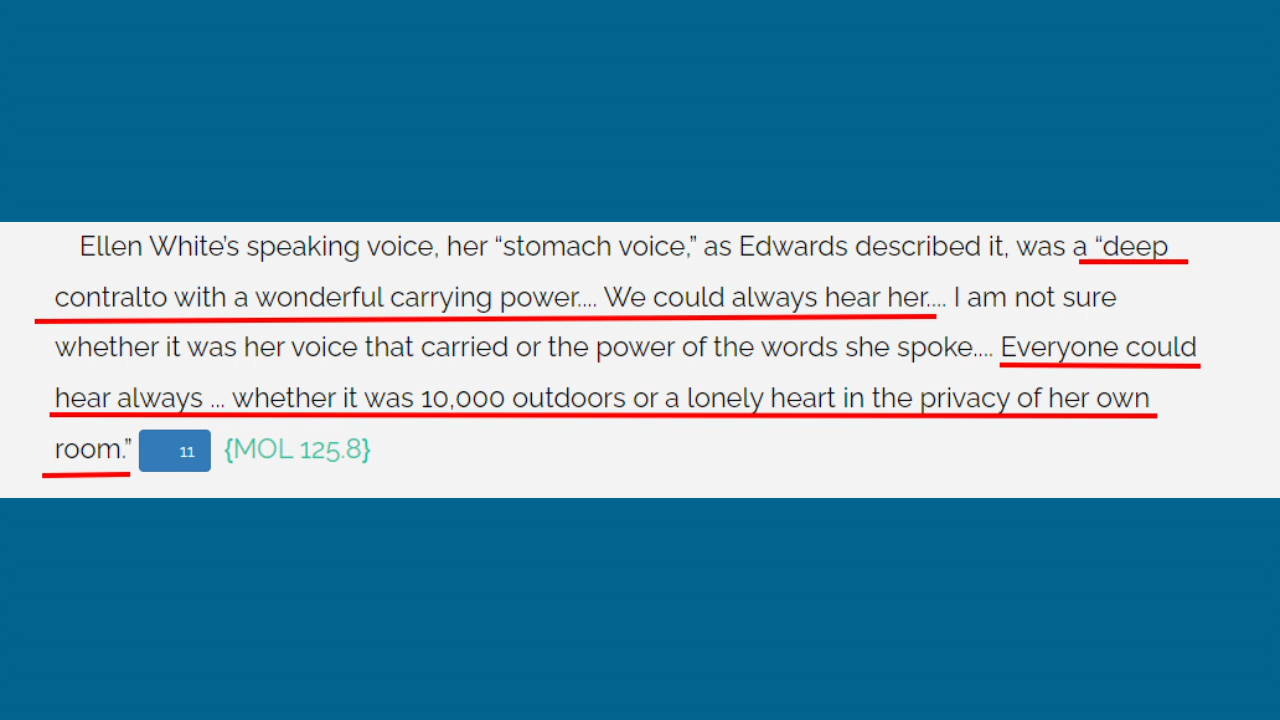 Ellen White’s speaking voice, her “stomach voice,” as Edwards described it, was a “deep
contralto with a wonderful carrying power.... We could always hear her.... I am not sure
whether it was her voice that carried or the power of the words she spoke.... Everyone could
hear always ... whether it was 10,000 outdoors or a lonely heart in the privacy of her own
room.” 11 {MOL 125.8}